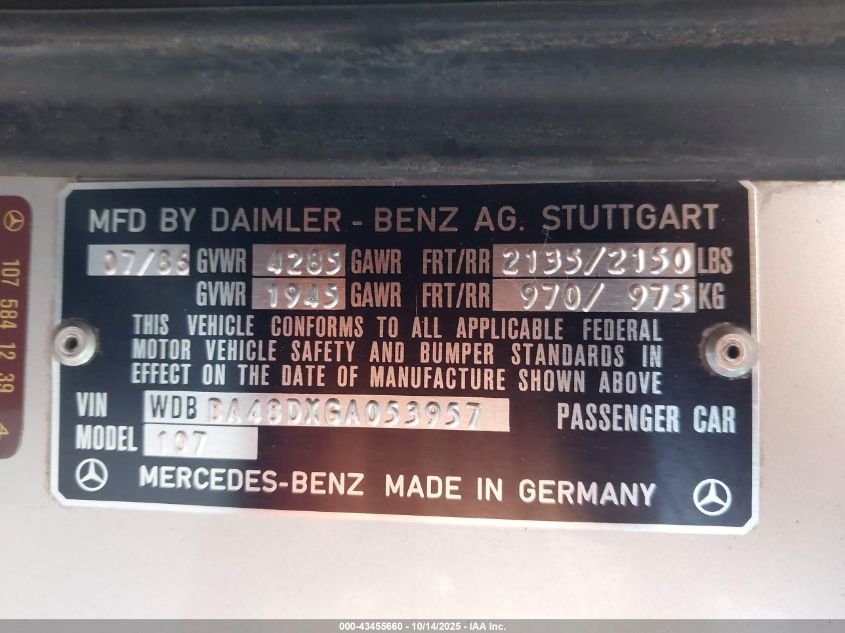 MFD BY DAIMLER - BENZ AG. STUTTGART
07/86 GVWR 4285 GAWR FRT/RR 2135/2150 LBS
GVWR 1945 GAWR FRT/RR 970/ 975 KG
THIS VEHICLE CONFORMS TO ALL APPLICABLE FEDERAL
MOTOR VEHICLE SAFETY AND BUMPER STANDARDS IN
EFFECT ON THE DATE OF MANUFACTURE SHOWN ABOVE
VIN WDB BA48DXGA053957 PASSENGER CAR
MODEL 107
MERCEDES-BENZ MADE IN GERMANY
107 584 12 39 4
000-43455660 - 10/14/2025 - IAA Inc.